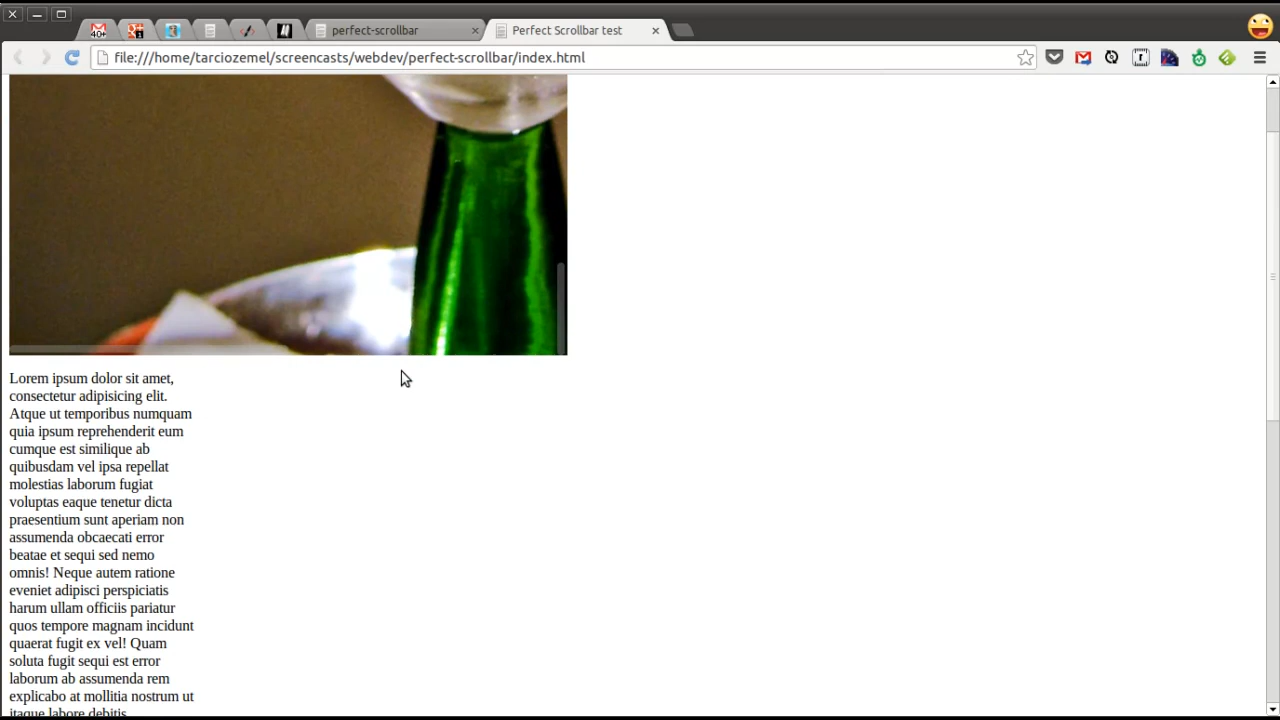 40+
perfect-scrollbar
Perfect Scrollbar test
file:///home/tarciozemel/screencasts/webdev/perfect-scrollbar/index.html
Lorem ipsum dolor sit amet,
consectetur adipisicing elit.
Atque ut temporibus numquam
quia ipsum reprehenderit eum
cumque est similique ab
quibusdam vel ipsa repellat
molestias laborum fugiat
voluptas eaque tenetur dicta
praesentium sunt aperiam non
assumenda obcaecati error
beatae et sequi sed nemo
omnis! Neque autem ratione
eveniet adipisci perspiciatis
harum ullam officiis pariatur
quos tempore magnam incidunt
quaerat fugit ex vel! Quam
soluta fugit sequi est error
laborum ab assumenda rem
explicabo at mollitia nostrum ut
itaque labore debitis